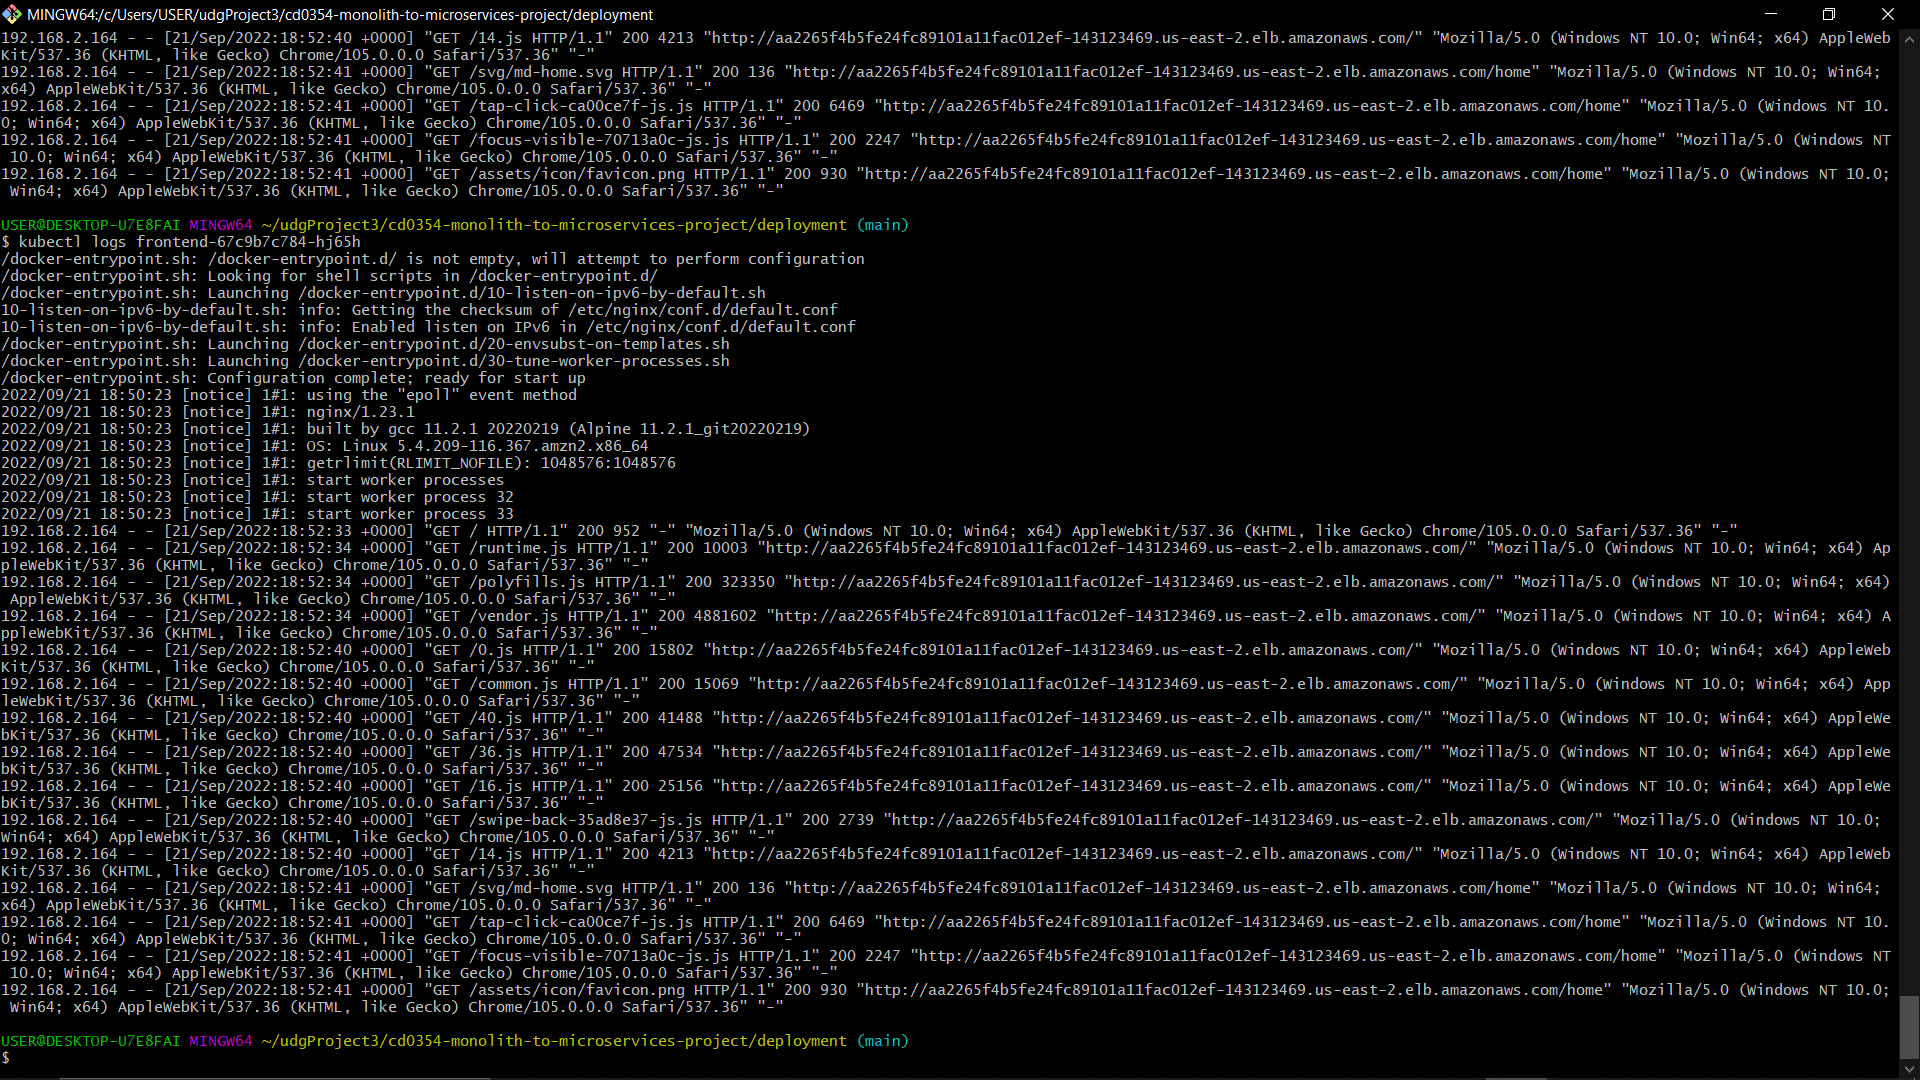 MINGW64:/c/Users/USER/udgProject3/cd0354-monolith-to-microservices-project/deployment
192.168.2.164 - - [21/Sep/2022:18:52:40 +0000] "GET /14.js HTTP/1.1" 200 4213 "http://aa2265f4b5fe24fc89101a11fac012ef-143123469.us-east-2.elb.amazonaws.com/" "Mozilla/5.0 (Windows NT 10.0; Win64; x64) AppleWeb
Kit/537.36 (KHTML, like Gecko) Chrome/105.0.0.0 Safari/537.36" "-"
192.168.2.164 - - [21/Sep/2022:18:52:41 +0000] "GET /svg/md-home.svg HTTP/1.1" 200 136 "http://aa2265f4b5fe24fc89101a11fac012ef-143123469.us-east-2.elb.amazonaws.com/home" "Mozilla/5.0 (Windows NT 10.0; Win64;
x64) AppleWebKit/537.36 (KHTML, like Gecko) Chrome/105.0.0.0 Safari/537.36" "-"
192.168.2.164 - - [21/Sep/2022:18:52:41 +0000] "GET /tap-click-ca00ce7f-js.js HTTP/1.1" 200 6469 "http://aa2265f4b5fe24fc89101a11fac012ef-143123469.us-east-2.elb.amazonaws.com/home" "Mozilla/5.0 (Windows NT 10.
0; Win64; x64) AppleWebKit/537.36 (KHTML, like Gecko) Chrome/105.0.0.0 Safari/537.36" "-"
192.168.2.164 - - [21/Sep/2022:18:52:41 +0000] "GET /focus-visible-70713a0c-js.js HTTP/1.1" 200 2247 "http://aa2265f4b5fe24fc89101a11fac012ef-143123469.us-east-2.elb.amazonaws.com/home" "Mozilla/5.0 (Windows NT
10.0; Win64; x64) AppleWebKit/537.36 (KHTML, like Gecko) Chrome/105.0.0.0 Safari/537.36" "-"
192.168.2.164 - - [21/Sep/2022:18:52:41 +0000] "GET /assets/icon/favicon.png HTTP/1.1" 200 930 "http://aa2265f4b5fe24fc89101a11fac012ef-143123469.us-east-2.elb.amazonaws.com/home" "Mozilla/5.0 (Windows NT 10.0;
Win64; x64) AppleWebKit/537.36 (KHTML, like Gecko) Chrome/105.0.0.0 Safari/537.36" "-"
USER@DESKTOP-U7E8FAI MINGW64 ~/udgProject3/cd0354-monolith-to-microservices-project/deployment (main)
$ kubectl logs frontend-67c9b7c784-hj65h
/docker-entrypoint.sh: /docker-entrypoint.d/ is not empty, will attempt to perform configuration
/docker-entrypoint.sh: Looking for shell scripts in /docker-entrypoint.d/
/docker-entrypoint.sh: Launching /docker-entrypoint.d/10-listen-on-ipv6-by-default.sh
10-listen-on-ipv6-by-default.sh: info: Getting the checksum of /etc/nginx/conf.d/default.conf
10-listen-on-ipv6-by-default.sh: info: Enabled listen on IPv6 in /etc/nginx/conf.d/default.conf
/docker-entrypoint.sh: Launching /docker-entrypoint.d/20-envsubst-on-templates.sh
/docker-entrypoint.sh: Launching /docker-entrypoint.d/30-tune-worker-processes.sh
/docker-entrypoint.sh: Configuration complete; ready for start up
2022/09/21 18:50:23 [notice] 1#1: using the "epoll" event method
2022/09/21 18:50:23 [notice] 1#1: nginx/1.23.1
2022/09/21 18:50:23 [notice] 1#1: built by gcc 11.2.1 20220219 (Alpine 11.2.1_git20220219)
2022/09/21 18:50:23 [notice] 1#1: OS: Linux 5.4.209-116.367.amzn2.x86_64
2022/09/21 18:50:23 [notice] 1#1: getrlimit(RLIMIT_NOFILE): 1048576:1048576
2022/09/21 18:50:23 [notice] 1#1: start worker processes
2022/09/21 18:50:23 [notice] 1#1: start worker process 32
2022/09/21 18:50:23 [notice] 1#1: start worker process 33
192.168.2.164 - - [21/Sep/2022:18:52:33 +0000] "GET / HTTP/1.1" 200 952 "-" "Mozilla/5.0 (Windows NT 10.0; Win64; x64) AppleWebKit/537.36 (KHTML, like Gecko) Chrome/105.0.0.0 Safari/537.36" "-"
192.168.2.164 - - [21/Sep/2022:18:52:34 +0000] "GET /runtime.js HTTP/1.1" 200 10003 "http://aa2265f4b5fe24fc89101a11fac012ef-143123469.us-east-2.elb.amazonaws.com/" "Mozilla/5.0 (Windows NT 10.0; Win64; x64) Ap
pleWebKit/537.36 (KHTML, like Gecko) Chrome/105.0.0.0 Safari/537.36" "-"
192.168.2.164 - - [21/Sep/2022:18:52:34 +0000] "GET /polyfills.js HTTP/1.1" 200 323350 "http://aa2265f4b5fe24fc89101a11fac012ef-143123469.us-east-2.elb.amazonaws.com/" "Mozilla/5.0 (Windows NT 10.0; Win64; x64)
AppleWebKit/537.36 (KHTML, like Gecko) Chrome/105.0.0.0 Safari/537.36" "-"
192.168.2.164 - - [21/Sep/2022:18:52:34 +0000] "GET /vendor.js HTTP/1.1" 200 4881602 "http://aa2265f4b5fe24fc89101a11fac012ef-143123469.us-east-2.elb.amazonaws.com/" "Mozilla/5.0 (Windows NT 10.0; Win64; x64) A
ppleWebKit/537.36 (KHTML, like Gecko) Chrome/105.0.0.0 Safari/537.36" "-"
192.168.2.164 - - [21/Sep/2022:18:52:40 +0000] "GET /0.js HTTP/1.1" 200 15802 "http://aa2265f4b5fe24fc89101a11fac012ef-143123469.us-east-2.elb.amazonaws.com/" "Mozilla/5.0 (Windows NT 10.0; Win64; x64) AppleWeb
Kit/537.36 (KHTML, like Gecko) Chrome/105.0.0.0 Safari/537.36" "-"
192.168.2.164 - - [21/Sep/2022:18:52:40 +0000] "GET /common.js HTTP/1.1" 200 15069 "http://aa2265f4b5fe24fc89101a11fac012ef-143123469.us-east-2.elb.amazonaws.com/" "Mozilla/5.0 (Windows NT 10.0; Win64; x64) App
leWebKit/537.36 (KHTML, like Gecko) Chrome/105.0.0.0 Safari/537.36" "-"
192.168.2.164 - - [21/Sep/2022:18:52:40 +0000] "GET /40.js HTTP/1.1" 200 41488 "http://aa2265f4b5fe24fc89101a11fac012ef-143123469.us-east-2.elb.amazonaws.com/" "Mozilla/5.0 (Windows NT 10.0; Win64; x64) AppleWe
bKit/537.36 (KHTML, like Gecko) Chrome/105.0.0.0 Safari/537.36" "-"
192.168.2.164 - - [21/Sep/2022:18:52:40 +0000] "GET /36.js HTTP/1.1" 200 47534 "http://aa2265f4b5fe24fc89101a11fac012ef-143123469.us-east-2.elb.amazonaws.com/" "Mozilla/5.0 (Windows NT 10.0; Win64; x64) AppleWe
bKit/537.36 (KHTML, like Gecko) Chrome/105.0.0.0 Safari/537.36" "-"
192.168.2.164 - - [21/Sep/2022:18:52:40 +0000] "GET /16.js HTTP/1.1" 200 25156 "http://aa2265f4b5fe24fc89101a11fac012ef-143123469.us-east-2.elb.amazonaws.com/" "Mozilla/5.0 (Windows NT 10.0; Win64; x64) AppleWe
bKit/537.36 (KHTML, like Gecko) Chrome/105.0.0.0 Safari/537.36" "-"
192.168.2.164 - - [21/Sep/2022:18:52:40 +0000] "GET /swipe-back-35ad8e37-js.js HTTP/1.1" 200 2739 "http://aa2265f4b5fe24fc89101a11fac012ef-143123469.us-east-2.elb.amazonaws.com/" "Mozilla/5.0 (Windows NT 10.0;
Win64; x64) AppleWebKit/537.36 (KHTML, like Gecko) Chrome/105.0.0.0 Safari/537.36" "-"
192.168.2.164 - - [21/Sep/2022:18:52:40 +0000] "GET /14.js HTTP/1.1" 200 4213 "http://aa2265f4b5fe24fc89101a11fac012ef-143123469.us-east-2.elb.amazonaws.com/" "Mozilla/5.0 (Windows NT 10.0; Win64; x64) AppleWeb
Kit/537.36 (KHTML, like Gecko) Chrome/105.0.0.0 Safari/537.36" "-"
192.168.2.164 - - [21/Sep/2022:18:52:41 +0000] "GET /svg/md-home.svg HTTP/1.1" 200 136 "http://aa2265f4b5fe24fc89101a11fac012ef-143123469.us-east-2.elb.amazonaws.com/home" "Mozilla/5.0 (Windows NT 10.0; Win64;
x64) AppleWebKit/537.36 (KHTML, like Gecko) Chrome/105.0.0.0 Safari/537.36" "-"
192.168.2.164 - - [21/Sep/2022:18:52:41 +0000] "GET /tap-click-ca00ce7f-js.js HTTP/1.1" 200 6469 "http://aa2265f4b5fe24fc89101a11fac012ef-143123469.us-east-2.elb.amazonaws.com/home" "Mozilla/5.0 (Windows NT 10.
0; Win64; x64) AppleWebKit/537.36 (KHTML, like Gecko) Chrome/105.0.0.0 Safari/537.36" "-"
192.168.2.164 - - [21/Sep/2022:18:52:41 +0000] "GET /focus-visible-70713a0c-js.js HTTP/1.1" 200 2247 "http://aa2265f4b5fe24fc89101a11fac012ef-143123469.us-east-2.elb.amazonaws.com/home" "Mozilla/5.0 (Windows NT
10.0; Win64; x64) AppleWebKit/537.36 (KHTML, like Gecko) Chrome/105.0.0.0 Safari/537.36" "-"
192.168.2.164 - - [21/Sep/2022:18:52:41 +0000] "GET /assets/icon/favicon.png HTTP/1.1" 200 930 "http://aa2265f4b5fe24fc89101a11fac012ef-143123469.us-east-2.elb.amazonaws.com/home" "Mozilla/5.0 (Windows NT 10.0;
Win64; x64) AppleWebKit/537.36 (KHTML, like Gecko) Chrome/105.0.0.0 Safari/537.36" "-"
USER@DESKTOP-U7E8FAI MINGW64 ~/udgProject3/cd0354-monolith-to-microservices-project/deployment (main)
$